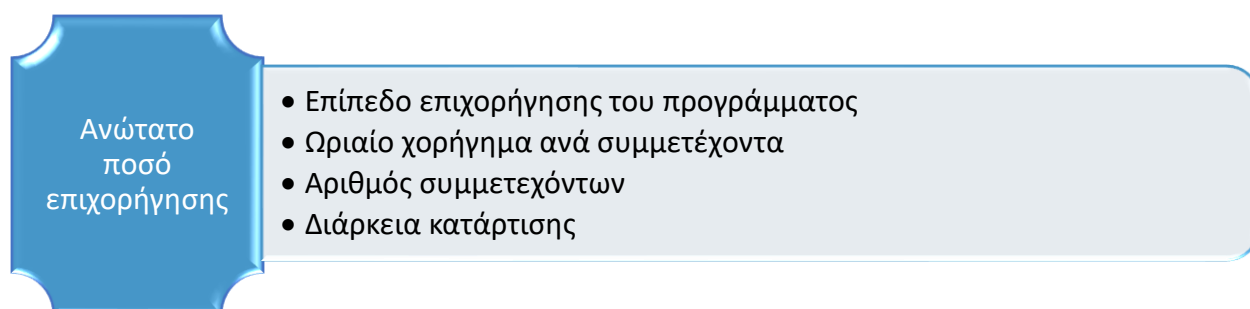 Ανώτατο
ποσό
επιχορήγησης
• Επίπεδο επιχορήγησης του προγράμματος
• Ωριαίο χορήγημα ανά συμμετέχοντα
• Αριθμός συμμετεχόντων
• Διάρκεια κατάρτισης